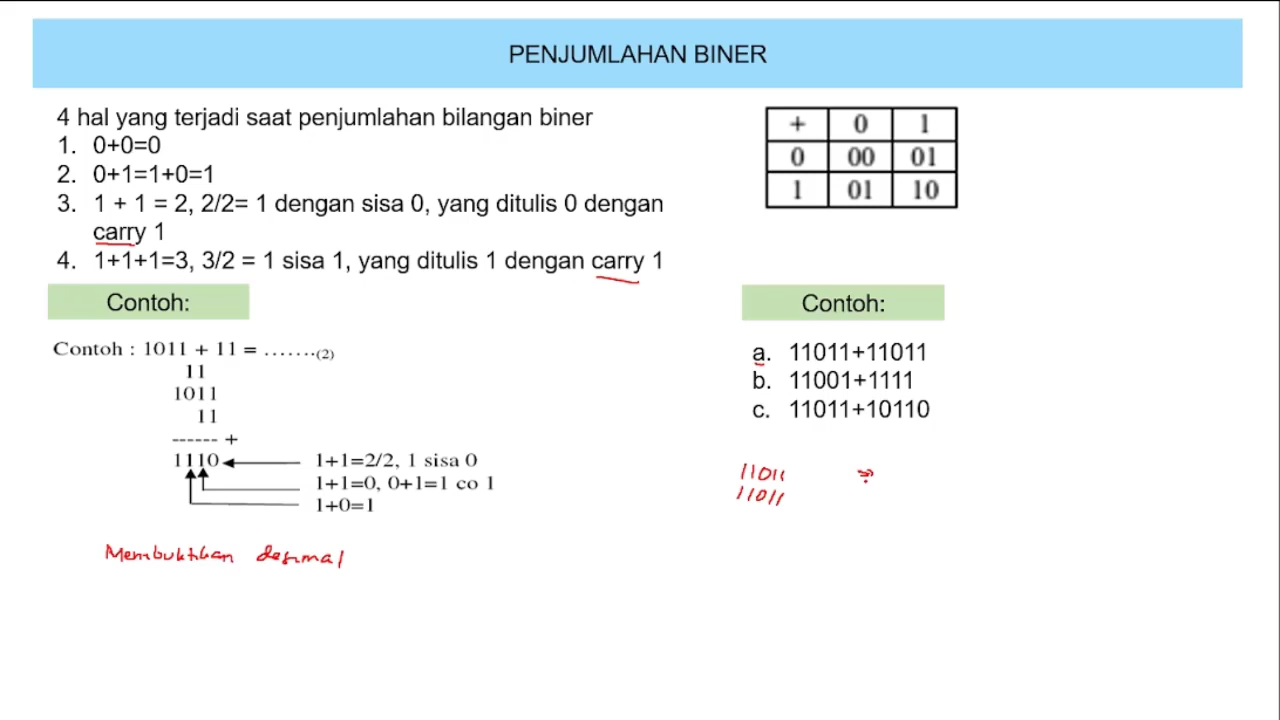 PENJUMLAHAN BINER
4 hal yang terjadi saat penjumlahan bilangan biner
1. 0+0=0
2. 0+1=1+0=1
3. 1 + 1 = 2, 2/2= 1 dengan sisa 0, yang ditulis 0 dengan
carry 1
4. 1+1+1=3, 3/2 = 1 sisa 1, yang ditulis 1 dengan carry 1
+ 0 1
0 00 01
1 01 10
Contoh:
Contoh : 1011 + 11 = .......(2)
11
1011
11
------ +
1110 1+1=2/2, 1 sisa 0
1+1=0, 0+1=1 co 1
1+0=1
Membuktikan desimal
Contoh:
a. 11011+11011
b. 11001+1111
c. 11011+10110
11011
11011